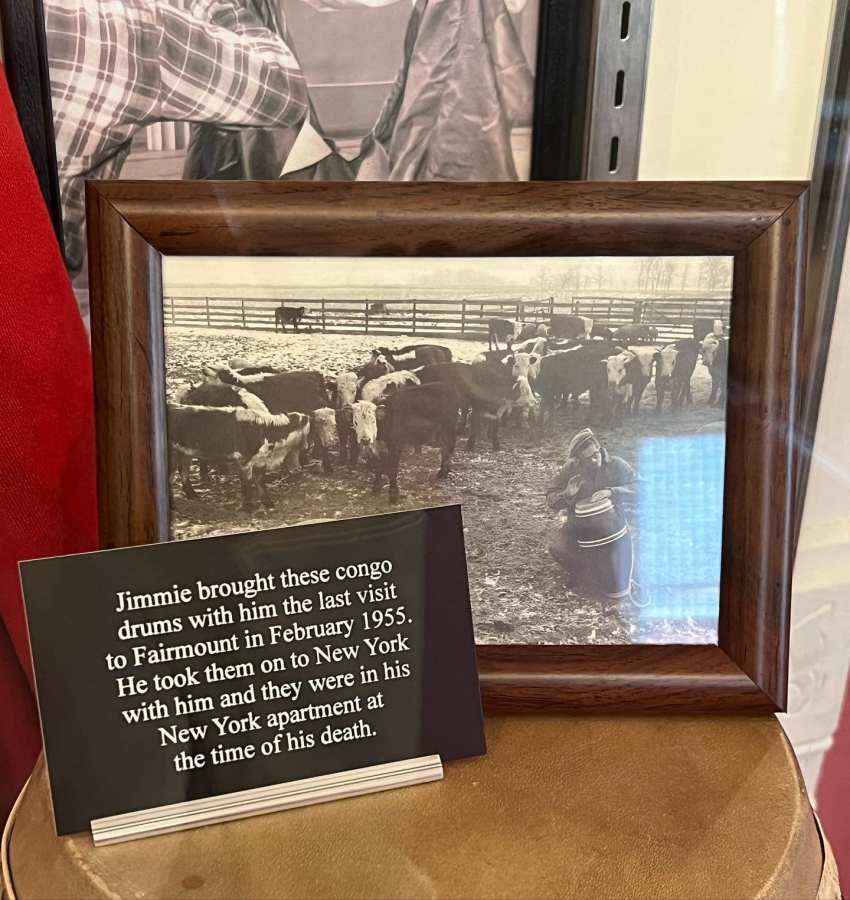 Jimmie brought these congo
drums with him the last visit
to Fairmount in February 1955.
He took them on to New York
with him and they were in his
New York apartment at
the time of his death.